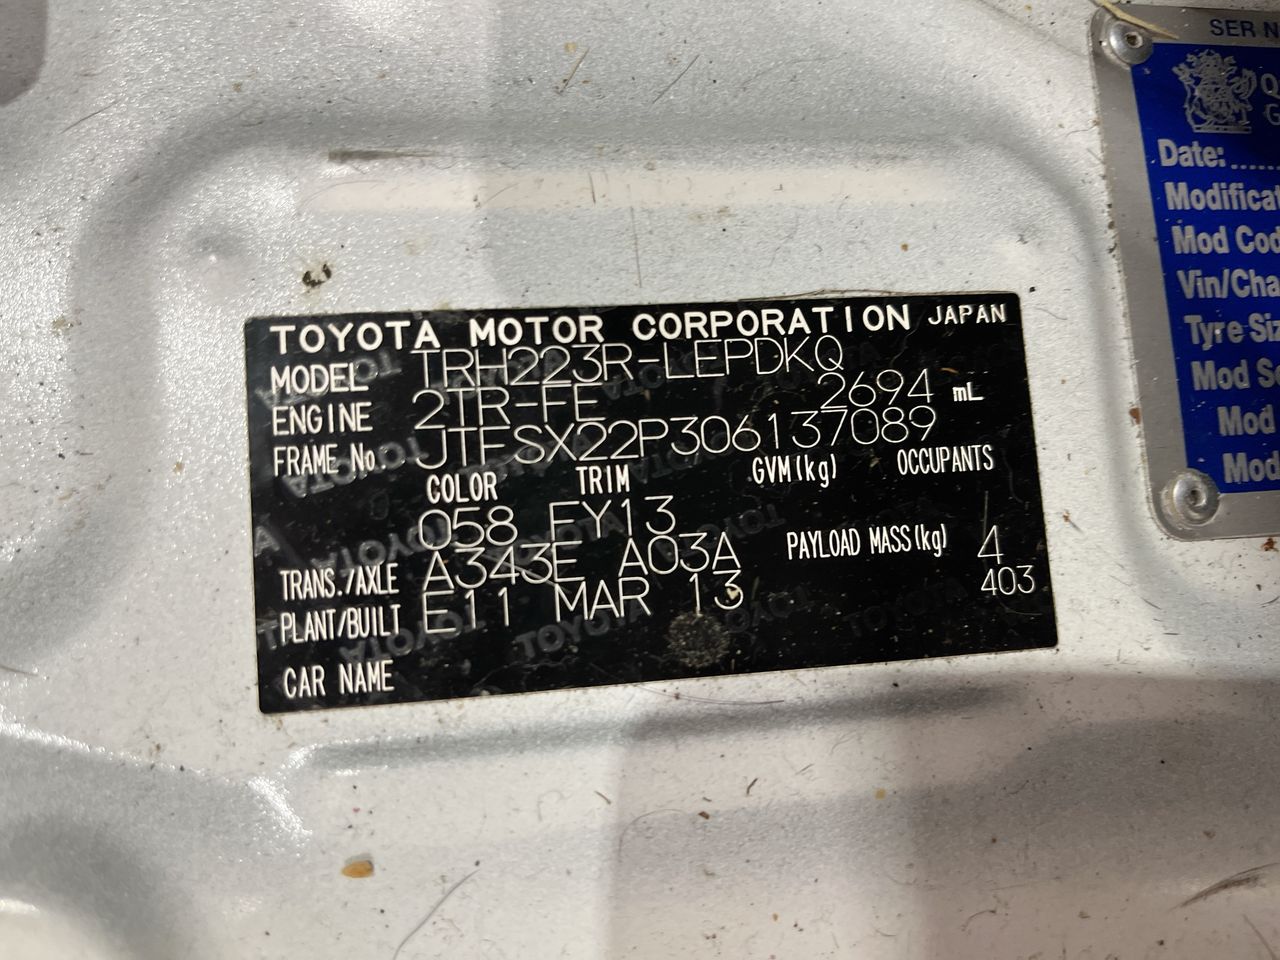 TOYOTA MOTOR CORPORATION JAPAN
MODEL TRH223R-LEPDKQ
ENGINE 2TR-FE 2694 mL
FRAME No. JTFSX22P306137089
COLOR TRIM GVM(kg) OCCUPANTS
058 FY13
TRANS./AXLE A343E A03A PAYLOAD MASS(kg) 4
PLANT/BUILT E11 MAR 13 403
CAR NAME
SER N
Q
G
Date:......
Modificat
Mod Cod
Vin/Cha
Tyre Siz
Mod Se
Mod
Mod